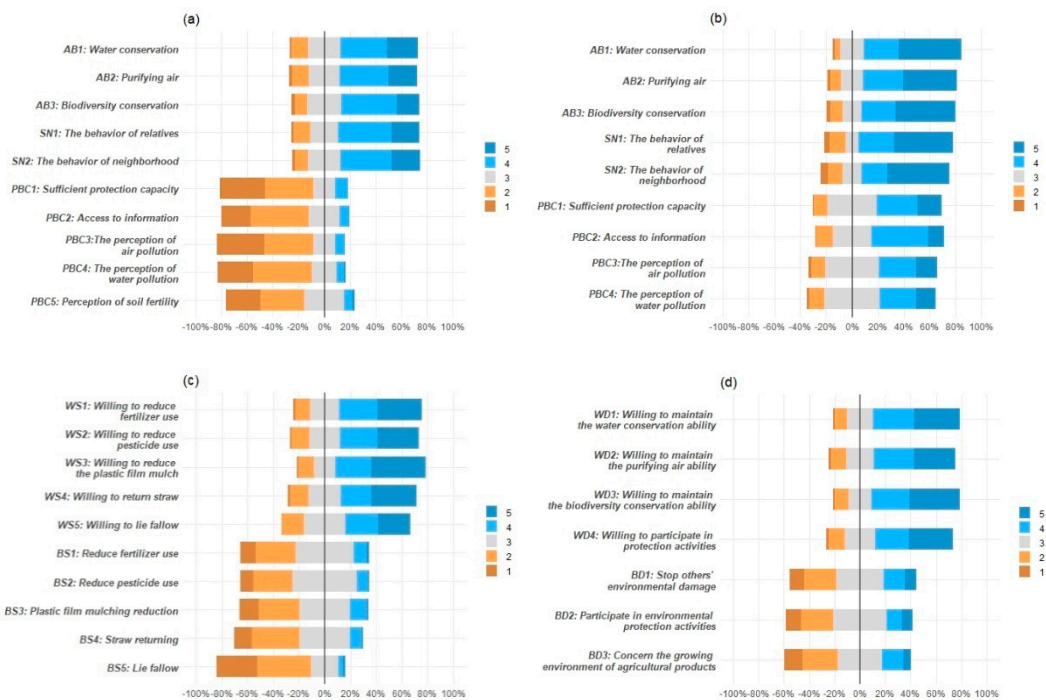 (a)
AB1: Water conservation
AB2: Purifying air
AB3: Biodiversity conservation
SN1: The behavior of relatives
SN2: The behavior of neighborhood
PBC1: Sufficient protection capacity
PBC2: Access to information
PBC3:The perception of
air pollution
PBC4: The perception of
water pollution
PBC5: Perception of soil fertility
-100% -80% -60% -40% -20% 0% 20% 40% 60% 80% 100%
5
4
3
2
1
(b)
AB1: Water conservation
AB2: Purifying air
AB3: Biodiversity conservation
SN1: The behavior of
relatives
SN2: The behavior of
neighborhood
PBC1: Sufficient protection capacity
PBC2: Access to information
PBC3:The perception of
air pollution
PBC4: The perception of
water pollution
-100% -80% -60% -40% -20% 0% 20% 40% 60% 80% 100%
5
4
3
2
1
(c)
WS1: Willing to reduce
fertilizer use
WS2: Willing to reduce
pesticide use
WS3: Willing to reduce
the plastic film mulch
WS4: Willing to return straw
WS5: Willing to lie fallow
BS1: Reduce fertilizer use
BS2: Reduce pesticide use
BS3: Plastic film mulching reduction
BS4: Straw returning
BS5: Lie fallow
-100% -80% -60% -40% -20% 0% 20% 40% 60% 80% 100%
5
4
3
2
1
(d)
WD1: Willing to maintain
the water conservation ability
WD2: Willing to maintain
the purifying air ability
WD3: Willing to maintain
the biodiversity conservation ability
WD4: Willing to participate in
protection activities
BD1: Stop others'
environmental damage
BD2: Participate in environmental
protection activities
BD3: Concern the growing
environment of agricultural products
-100% -80% -60% -40% -20% 0% 20% 40% 60% 80% 100%
5
4
3
2
1